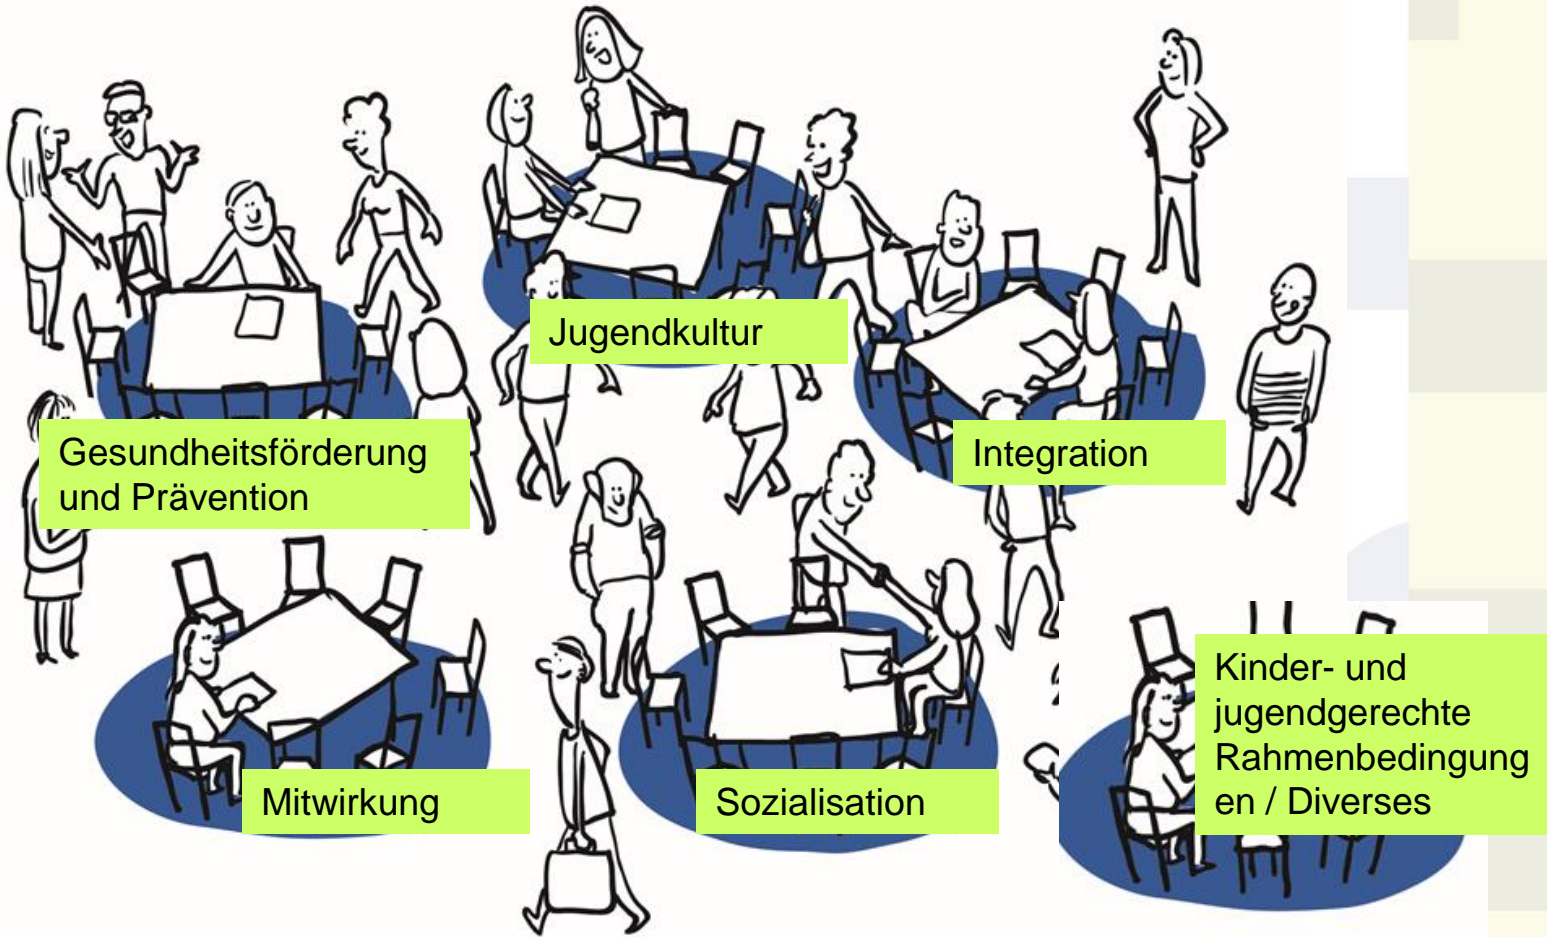 Jugendkultur
Gesundheitsförderung
und Prävention
Integration
Mitwirkung
Sozialisation
Kinder- und
jugendgerechte
Rahmenbedingung
en / Diverses